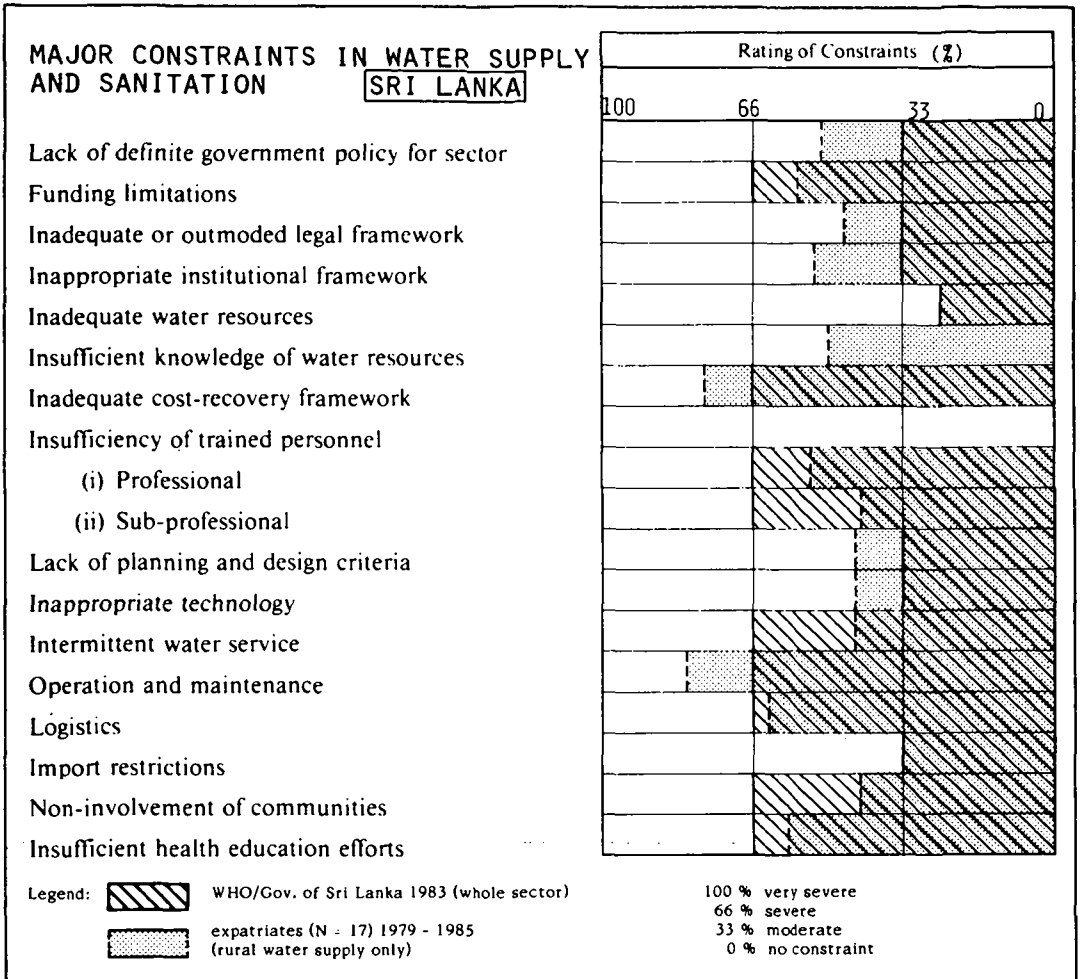 MAJOR CONSTRAINTS IN WATER SUPPLY
AND SANITATION SRI LANKA
Rating of Constraints (%)
100 66 33 0
Lack of definite government policy for sector
Funding limitations
Inadequate or outmoded legal framework
Inappropriate institutional framework
Inadequate water resources
Insufficient knowledge of water resources
Inadequate cost-recovery framework
Insufficiency of trained personnel
(i) Professional
(ii) Sub-professional
Lack of planning and design criteria
Inappropriate technology
Intermittent water service
Operation and maintenance
Logistics
Import restrictions
Non-involvement of communities
Insufficient health education efforts
Legend: WHO/Gov. of Sri Lanka 1983 (whole sector)
expatriates (N = 17) 1979 - 1985
(rural water supply only)
100 % very severe
66 % severe
33 % moderate
0 % no constraint